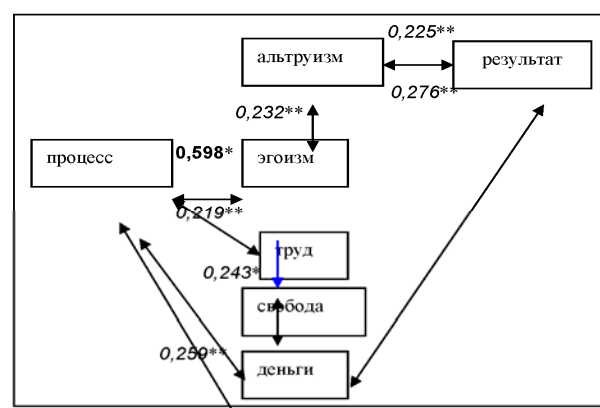 0,225**
альтруизм
результат
0,276**
0,232**
процесс
0,598*
эгоизм
0,219**
труд
0,243*
свобода
0,259**
деньги